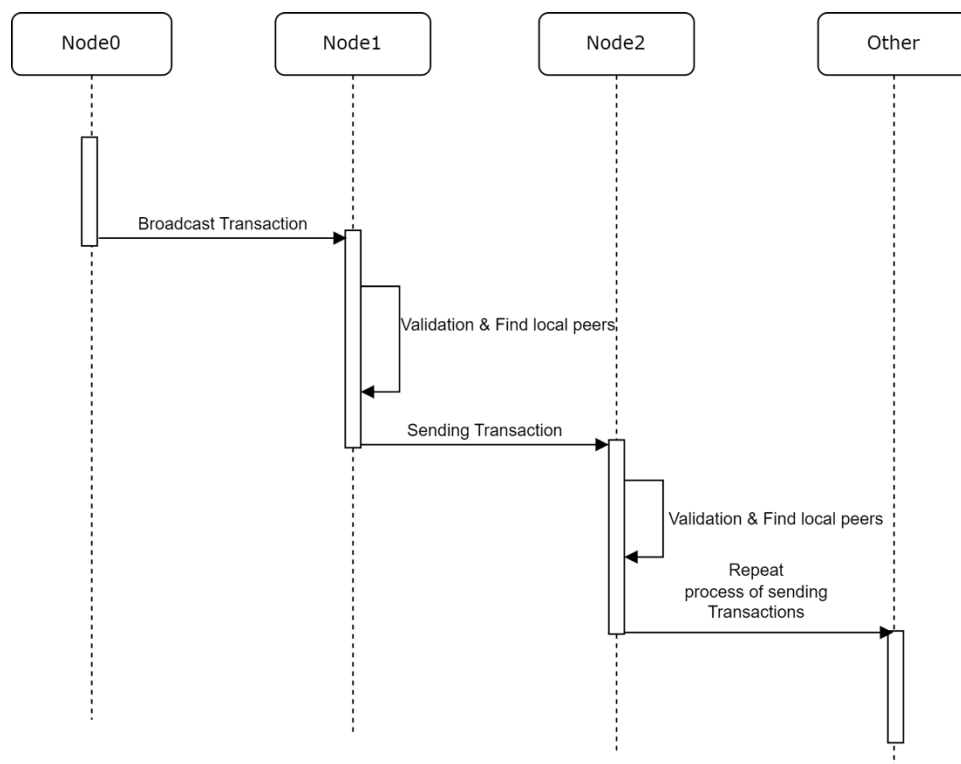 Node0
Node1
Node2
Other
Broadcast Transaction
Validation & Find local peers
Sending Transaction
Validation & Find local peers
Repeat
process of sending
Transactions